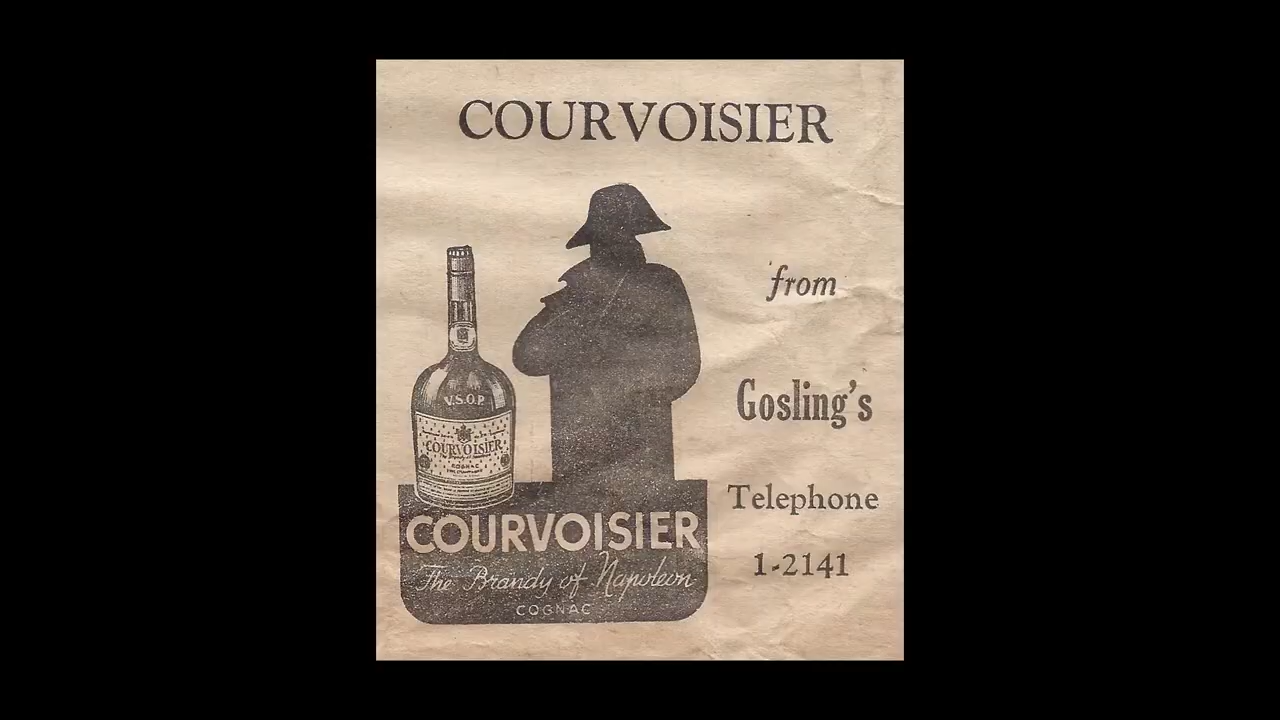 COURVOISIER
from
Gosling's
Telephone
1-2141
V.S.O.P.
COURVOISIER
COGNAC
COURVOISIER
The Brandy of Napoleon
COGNAC